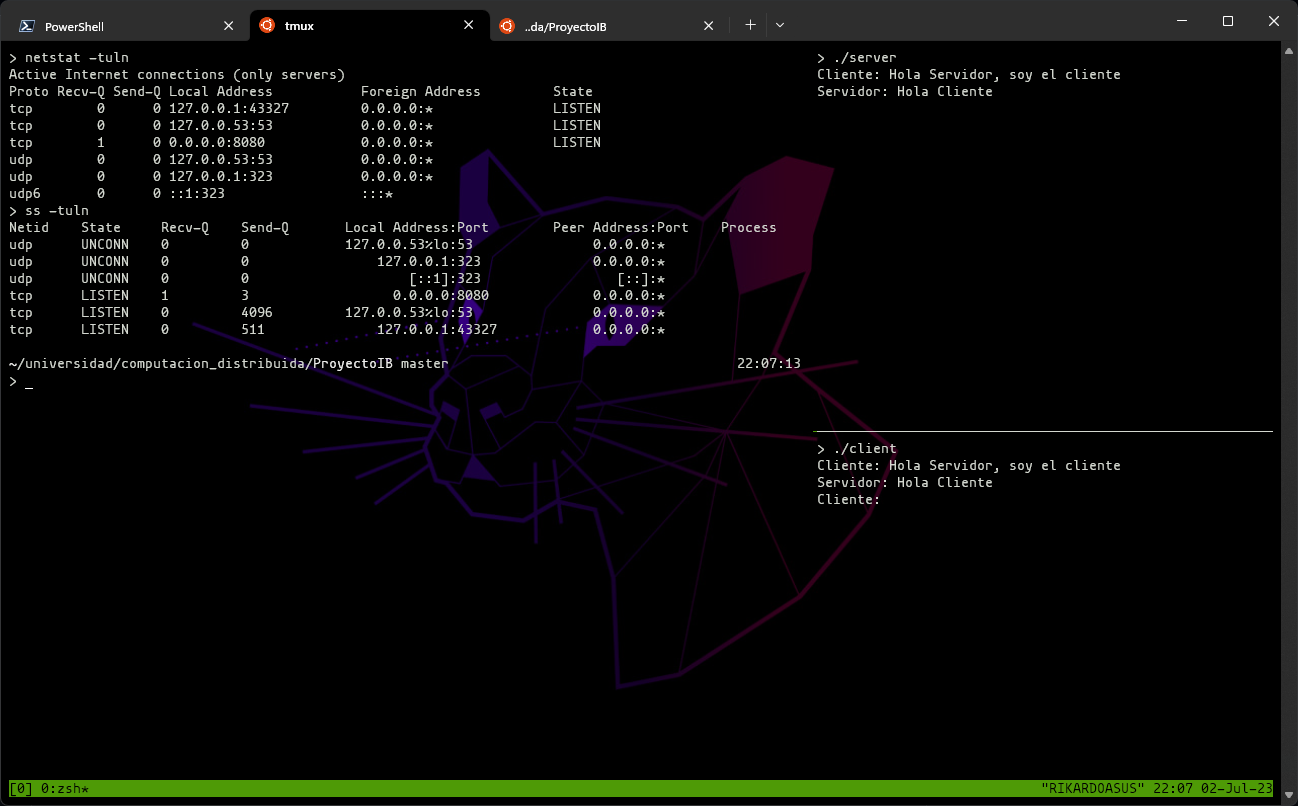 PowerShell
tmux
..da/ProyectoIB
> netstat -tuln
Active Internet connections (only servers)
Proto Recv-Q Send-Q Local Address           Foreign Address         State
tcp        0      0 127.0.0.1:43327         0.0.0.0:*               LISTEN
tcp        0      0 127.0.0.53:53           0.0.0.0:*               LISTEN
tcp        1      0 0.0.0.0:8080            0.0.0.0:*               LISTEN
udp        0      0 127.0.0.53:53           0.0.0.0:*
udp        0      0 127.0.0.1:323           0.0.0.0:*
udp6       0      0 ::1:323                 :::*
> ss -tuln
Netid    State     Recv-Q    Send-Q       Local Address:Port        Peer Address:Port    Process
udp      UNCONN    0         0            127.0.0.53%lo:53               0.0.0.0:*
udp      UNCONN    0         0                127.0.0.1:323              0.0.0.0:*
udp      UNCONN    0         0                    [::1]:323                 [::]:*
tcp      LISTEN    1         3                  0.0.0.0:8080             0.0.0.0:*
tcp      LISTEN    0         4096         127.0.0.53%lo:53               0.0.0.0:*
tcp      LISTEN    0         511              127.0.0.1:43327            0.0.0.0:*
~/universidad/computacion_distribuida/ProyectoIB master                                    22:07:13
> _
> ./server
Cliente: Hola Servidor, soy el cliente
Servidor: Hola Cliente
> ./client
Cliente: Hola Servidor, soy el cliente
Servidor: Hola Cliente
Cliente:
[0] 0:zsh*
"RIKARDOASUS" 22:07 02-Jul-23